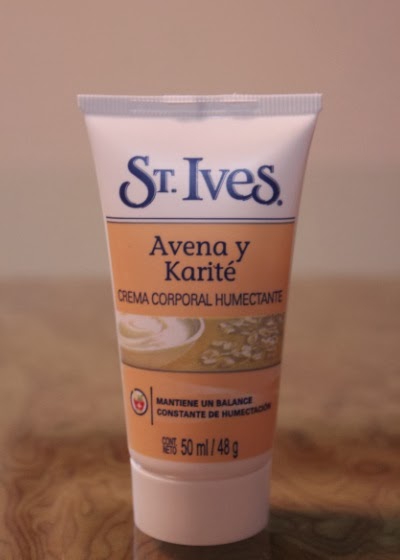 St. Ives.
Avena y
Karité
CREMA CORPORAL HUMECTANTE
MANTIENE UN BALANCE
CONSTANTE DE HUMECTACIÓN
CONT. NETO 50 ml / 48 g